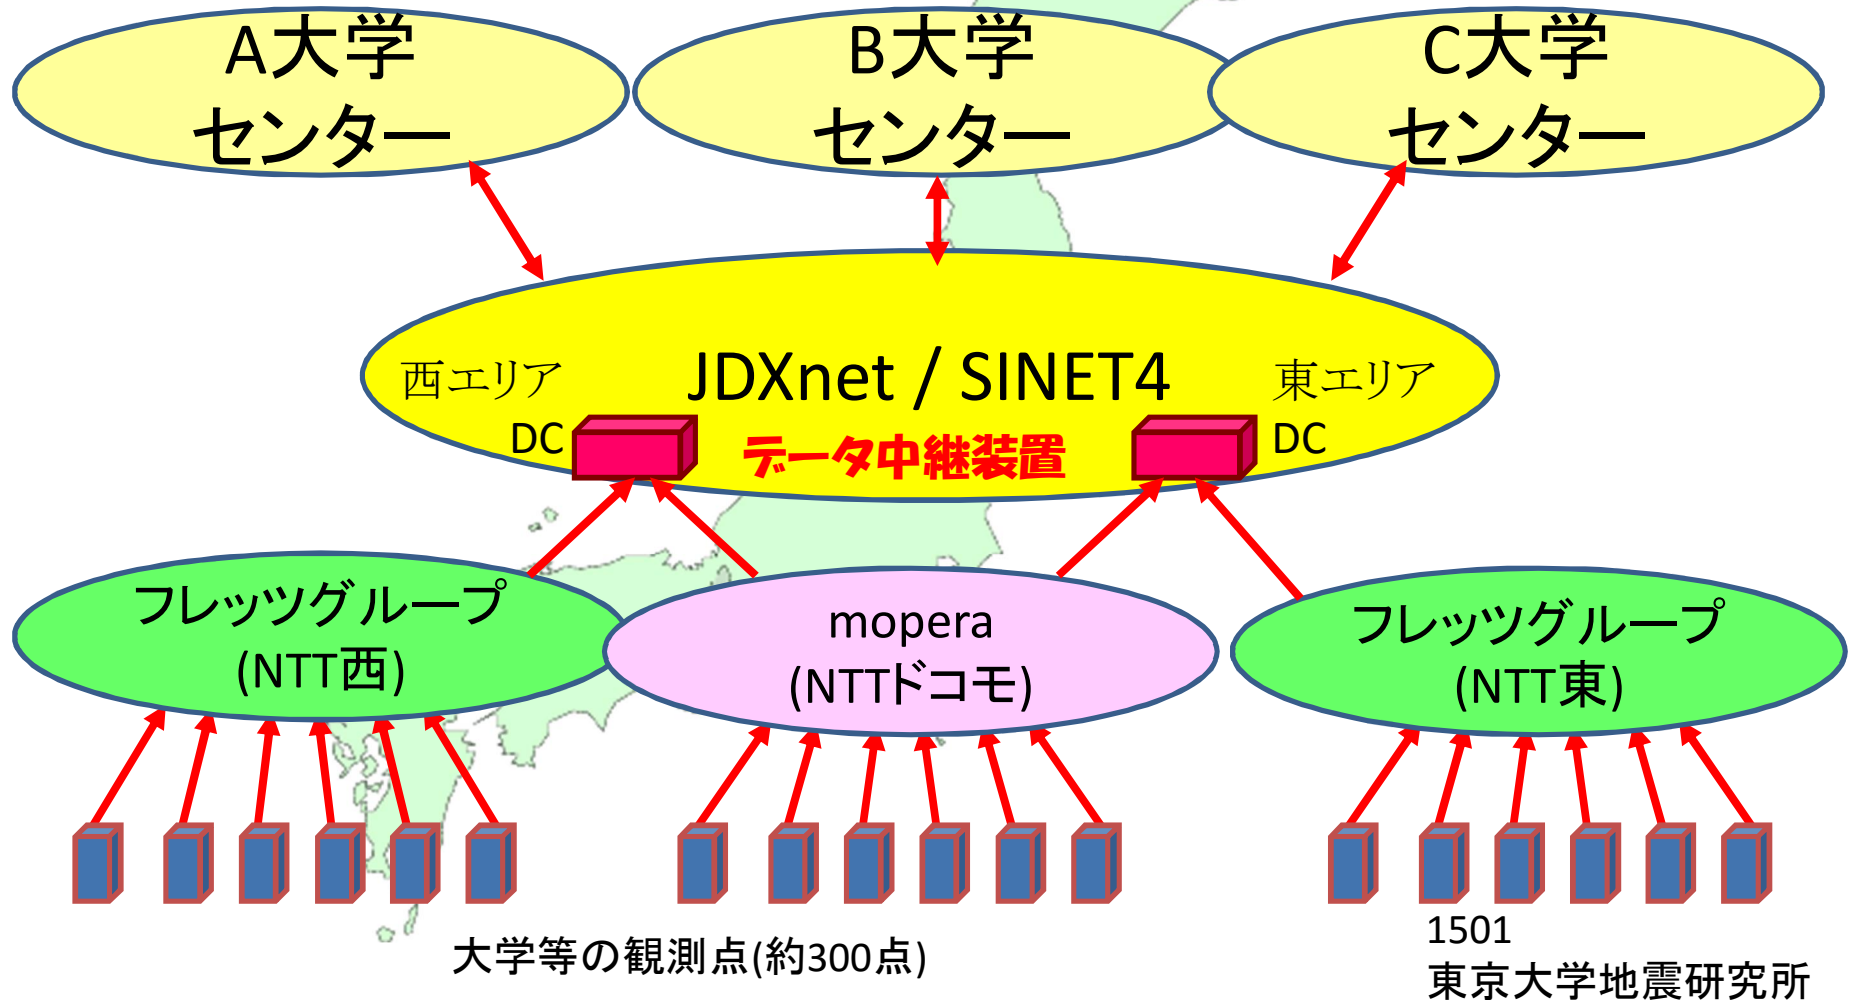 A大学
センター
B大学
センター
C大学
センター
西エリア
JDXnet / SINET4
東エリア
DC
データ中継装置
DC
フレッツグループ
(NTT西)
mopera
(NTTドコモ)
フレッツグループ
(NTT東)
大学等の観測点(約300点)
1501
東京大学地震研究所